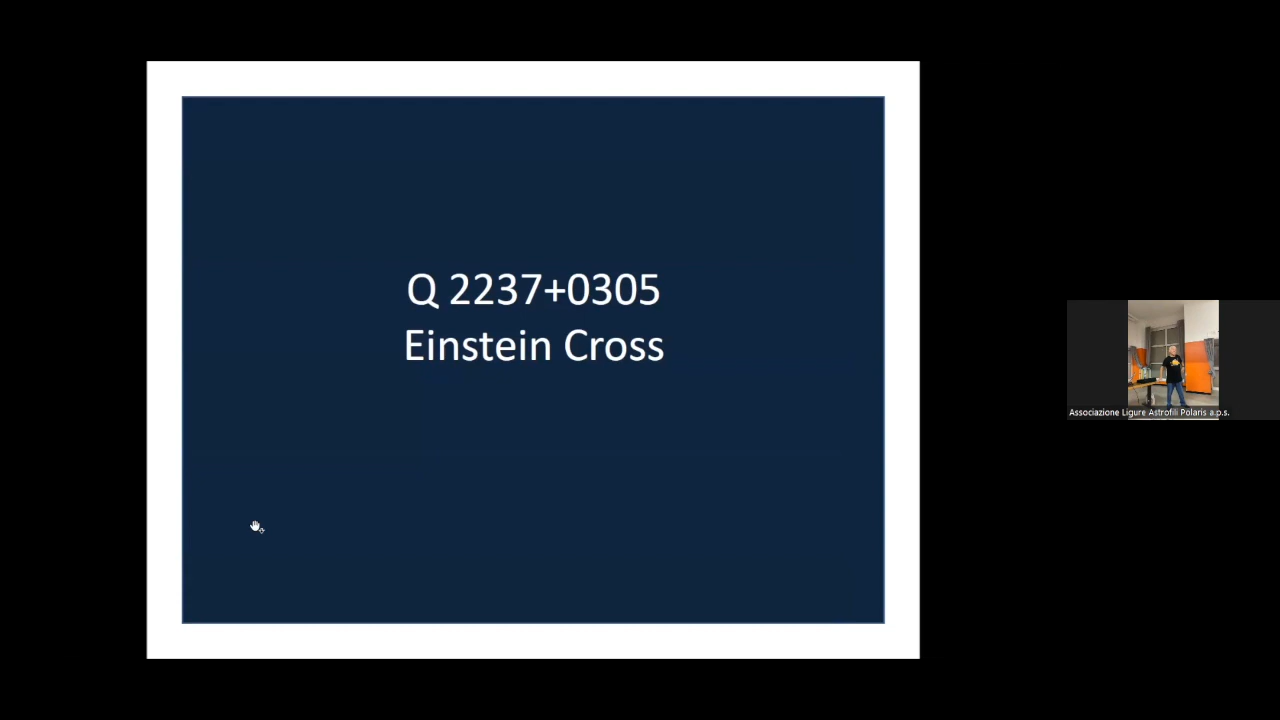 Q 2237+0305
Einstein Cross
Associazione Ligure Astrofili Polaris a.p.s.